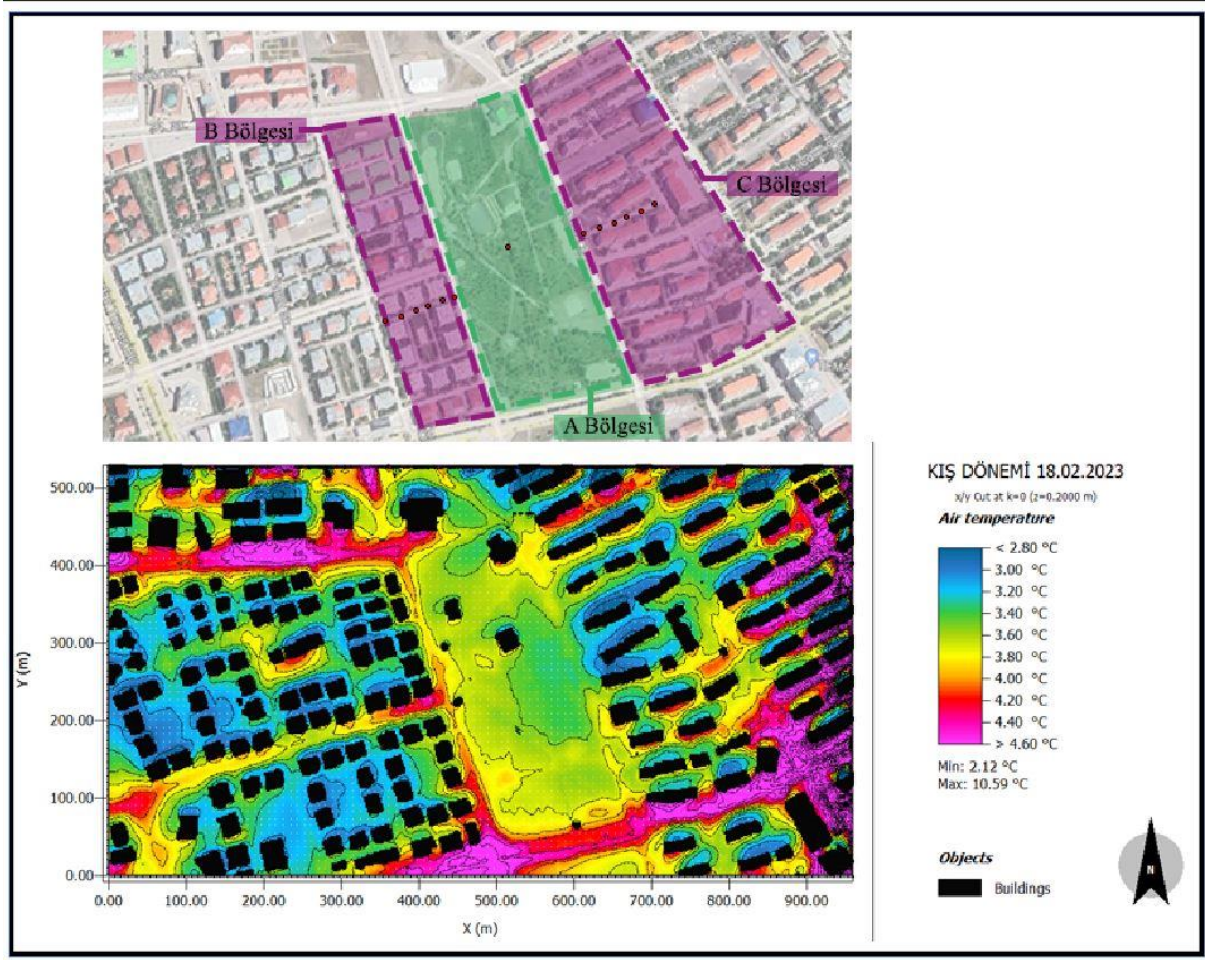 B Bölgesi
C Bölgesi
A Bölgesi
KIŞ DÖNEMİ 18.02.2023
x/y Cut at k=0 (z=0.2000 m)
Air temperature
< 2.80 °C
3.00 °C
3.20 °C
3.40 °C
3.60 °C
3.80 °C
4.00 °C
4.20 °C
4.40 °C
> 4.60 °C
Min: 2.12 °C
Max: 10.59 °C
Objects
Buildings
N
500.00
400.00
300.00
200.00
100.00
0.00
Y (m)
0.00 100.00 200.00 300.00 400.00 500.00 600.00 700.00 800.00 900.00
X (m)